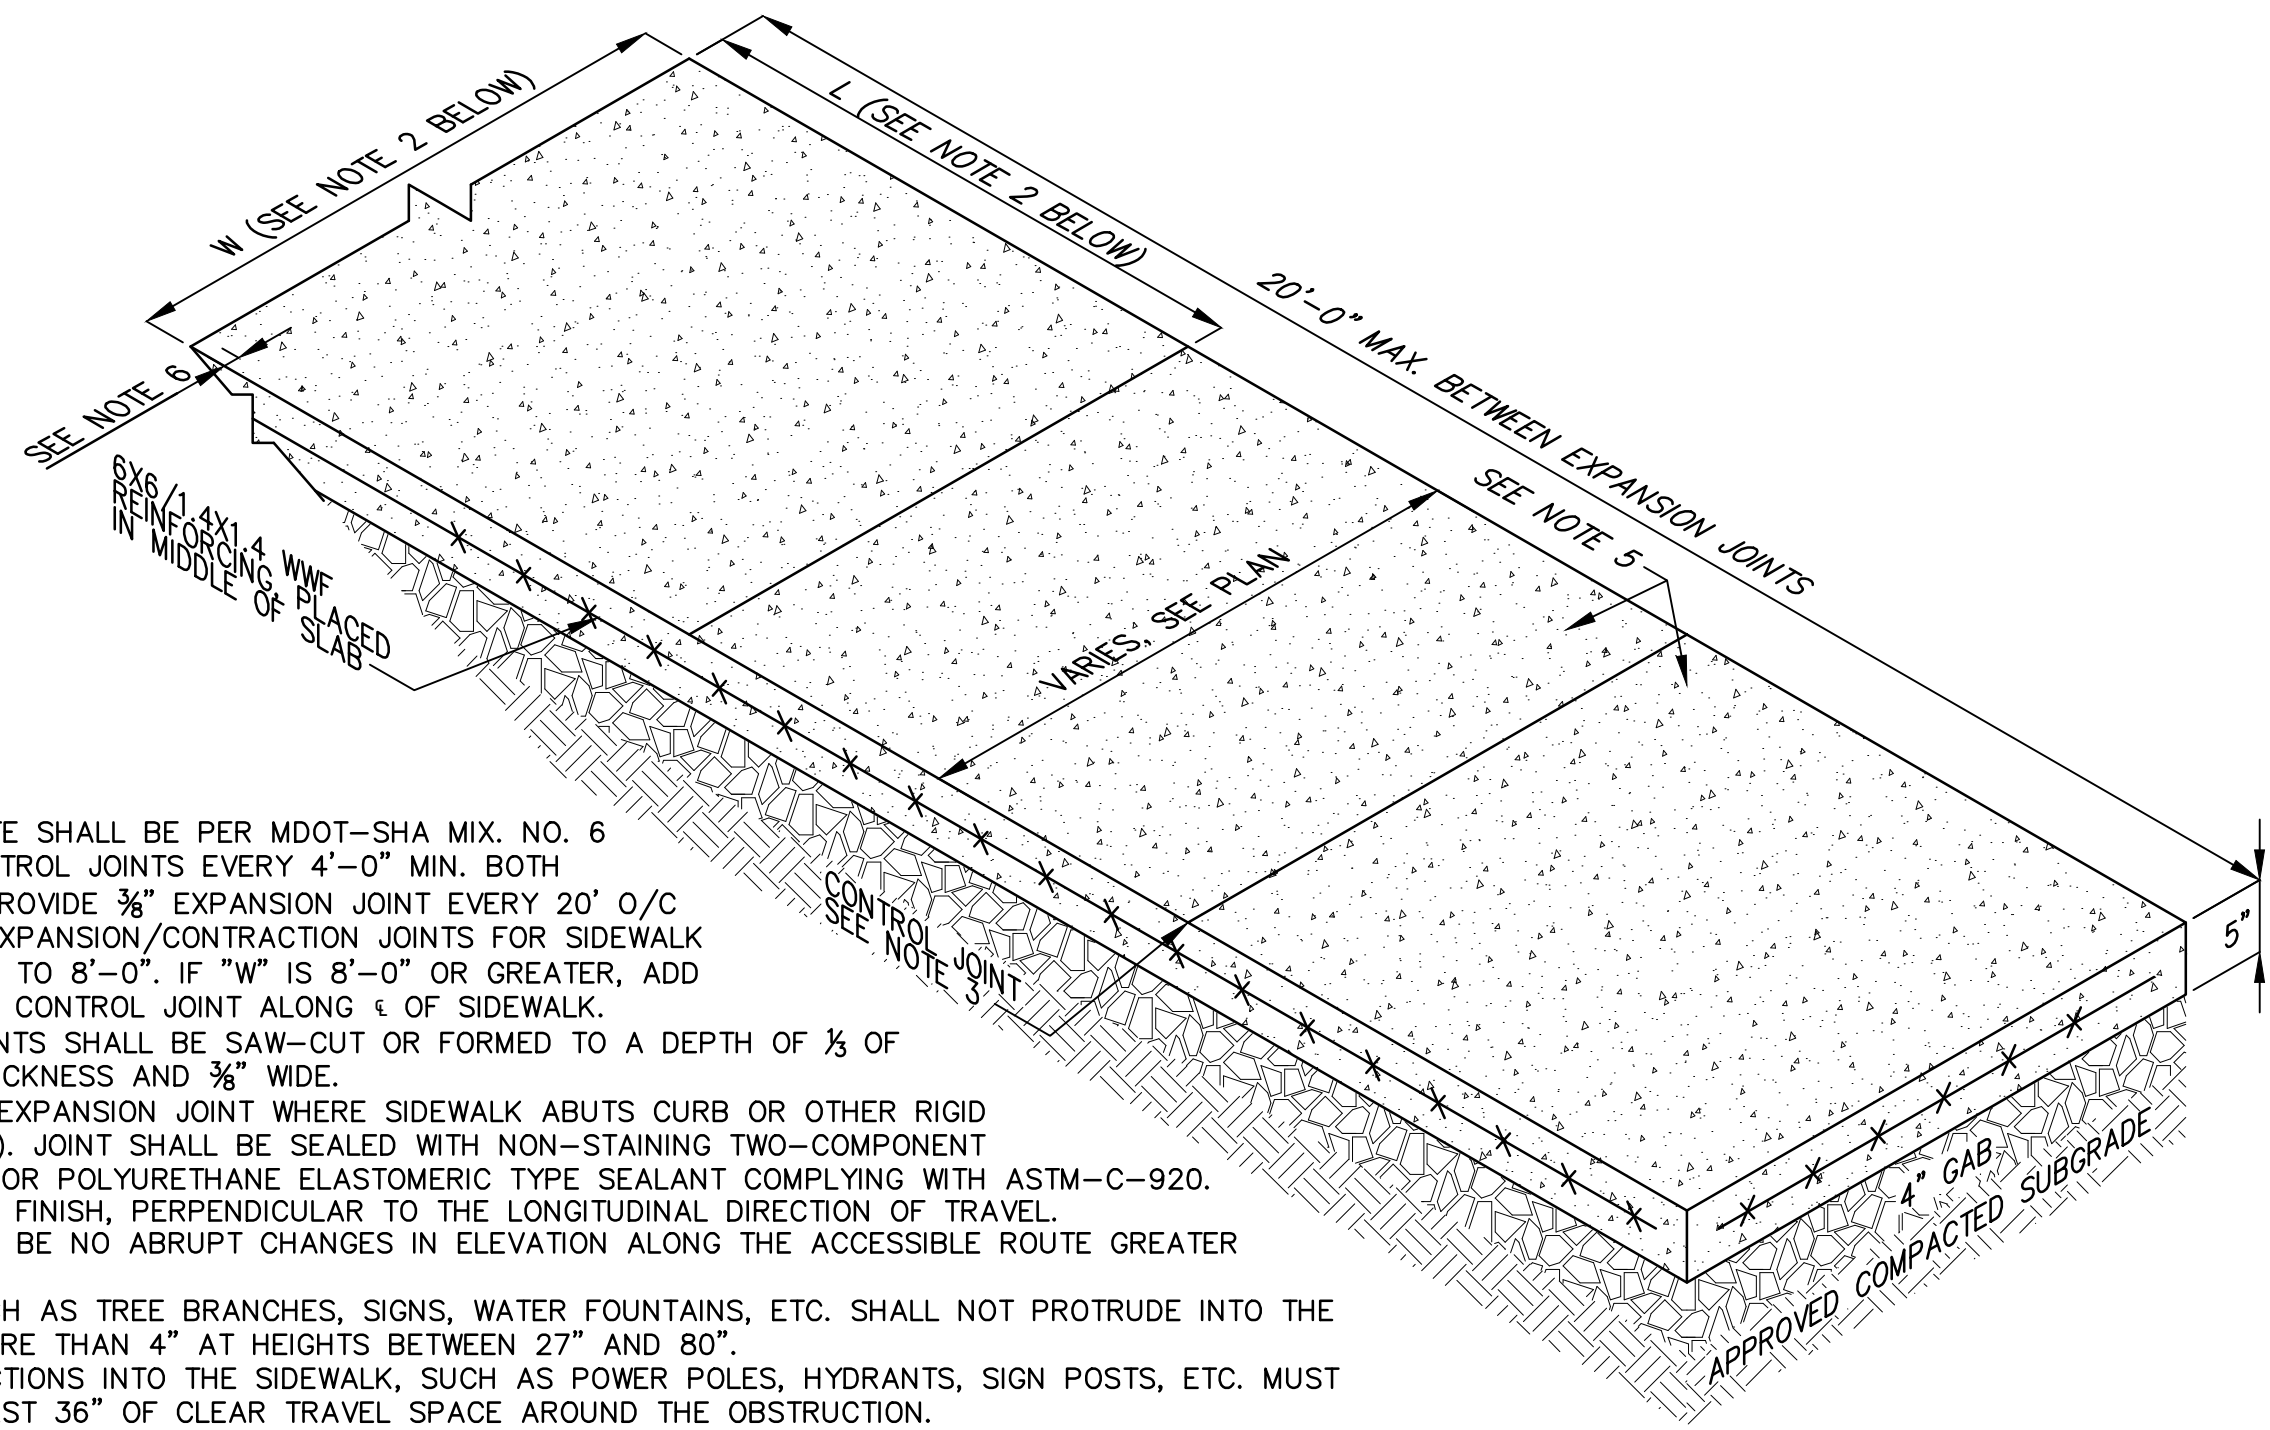 W (SEE NOTE 2 BELOW)
L (SEE NOTE 2 BELOW)
20'-0" MAX. BETWEEN EXPANSION JOINTS
SEE NOTE 6
SEE NOTE 5
VARIES, SEE PLAN
6X6/1.4X1.4 WWF
REINFORCING, PLACED
IN MIDDLE OF SLAB
CONTROL JOINT
SEE NOTE 3
5"
4" GAB
APPROVED COMPACTED SUBGRADE
TE SHALL BE PER MDOT-SHA MIX. NO. 6
TROL JOINTS EVERY 4'-0" MIN. BOTH
ROVIDE ⅜" EXPANSION JOINT EVERY 20' O/C
XPANSION/CONTRACTION JOINTS FOR SIDEWALK
TO 8'-0". IF "W" IS 8'-0" OR GREATER, ADD
CONTROL JOINT ALONG ℄ OF SIDEWALK.
NTS SHALL BE SAW-CUT OR FORMED TO A DEPTH OF ⅓ OF
ICKNESS AND ⅜" WIDE.
EXPANSION JOINT WHERE SIDEWALK ABUTS CURB OR OTHER RIGID
). JOINT SHALL BE SEALED WITH NON-STAINING TWO-COMPONENT
OR POLYURETHANE ELASTOMERIC TYPE SEALANT COMPLYING WITH ASTM-C-920.
FINISH, PERPENDICULAR TO THE LONGITUDINAL DIRECTION OF TRAVEL.
BE NO ABRUPT CHANGES IN ELEVATION ALONG THE ACCESSIBLE ROUTE GREATER
CH AS TREE BRANCHES, SIGNS, WATER FOUNTAINS, ETC. SHALL NOT PROTRUDE INTO THE
RE THAN 4" AT HEIGHTS BETWEEN 27" AND 80".
CTIONS INTO THE SIDEWALK, SUCH AS POWER POLES, HYDRANTS, SIGN POSTS, ETC. MUST
ST 36" OF CLEAR TRAVEL SPACE AROUND THE OBSTRUCTION.